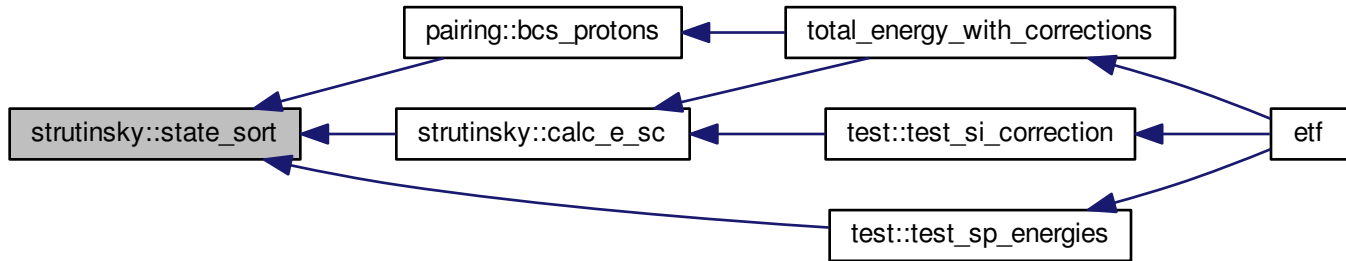 pairing::bcs_protons
total_energy_with_corrections
strutinsky::state_sort
strutinsky::calc_e_sc
test::test_si_correction
etf
test::test_sp_energies